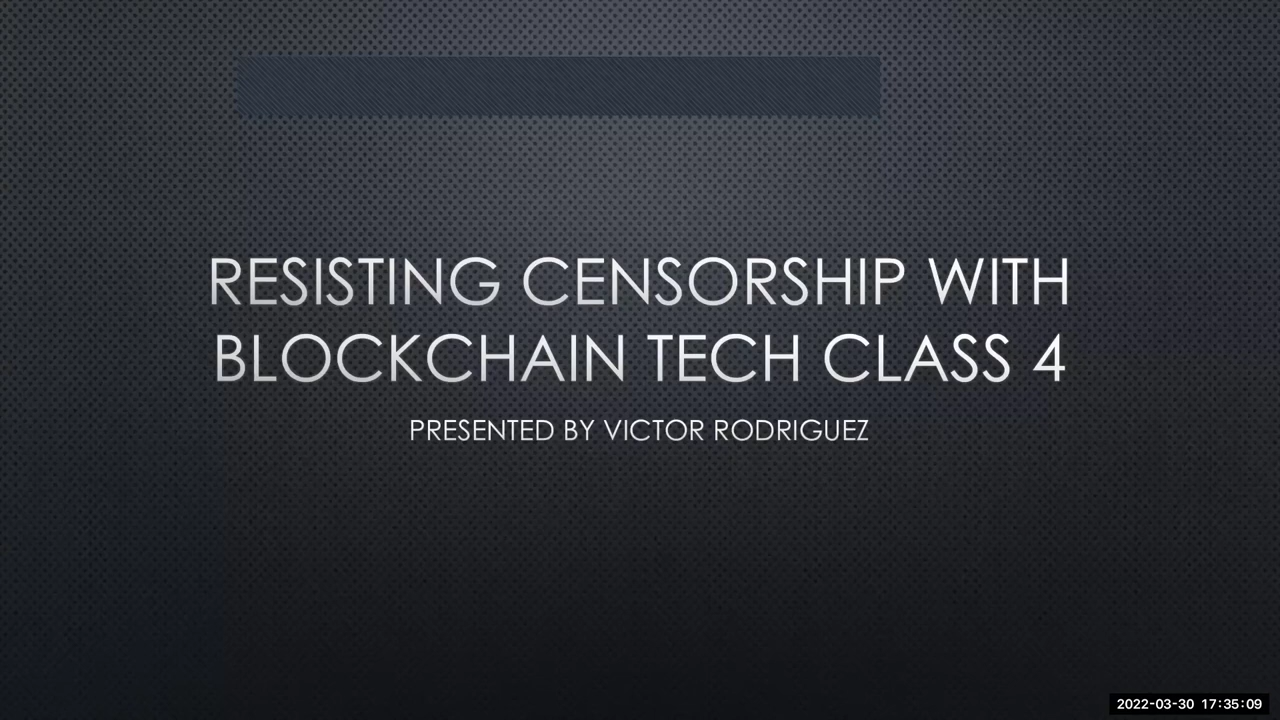 RESISTING CENSORSHIP WITH
BLOCKCHAIN TECH CLASS 4
PRESENTED BY VICTOR RODRIGUEZ
2022-03-30 17:35:09